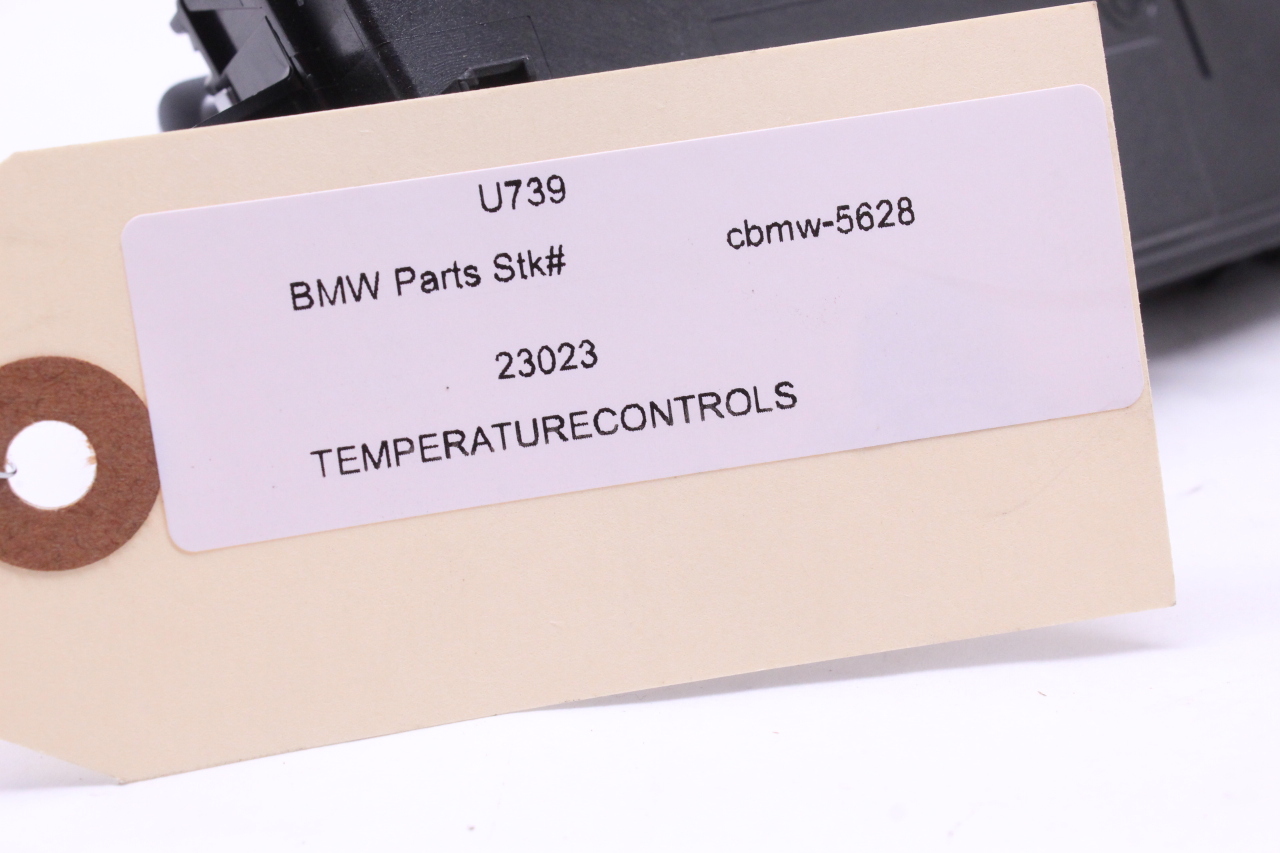 U739
BMW Parts Stk# cbmw-5628
23023
TEMPERATURECONTROLS